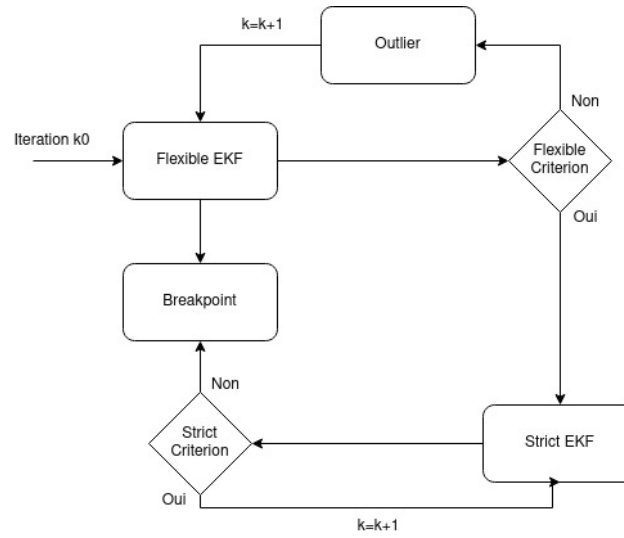 k=k+1
Outlier
Non
Iteration k0
Flexible EKF
Flexible
Criterion
Oui
Breakpoint
Non
Strict
Criterion
Strict EKF
Oui
k=k+1